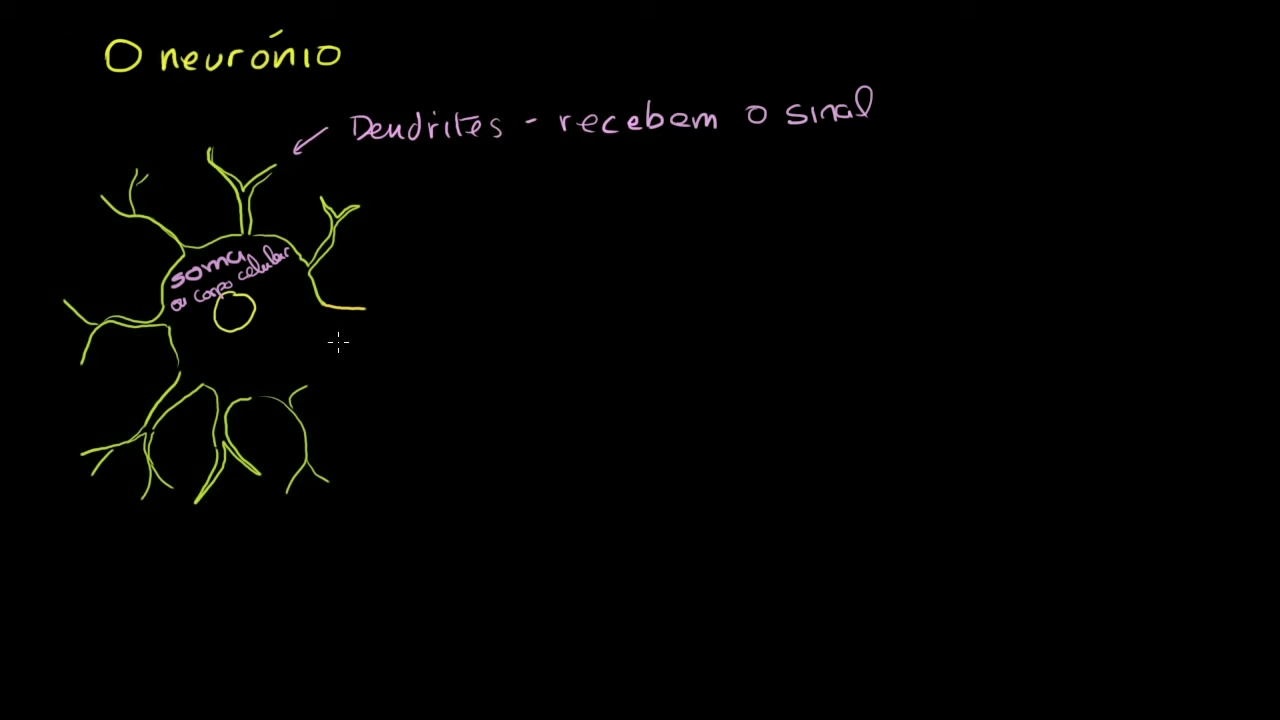 O neurónio
Dendrites - recebem o sinal
soma
ou corpo celular